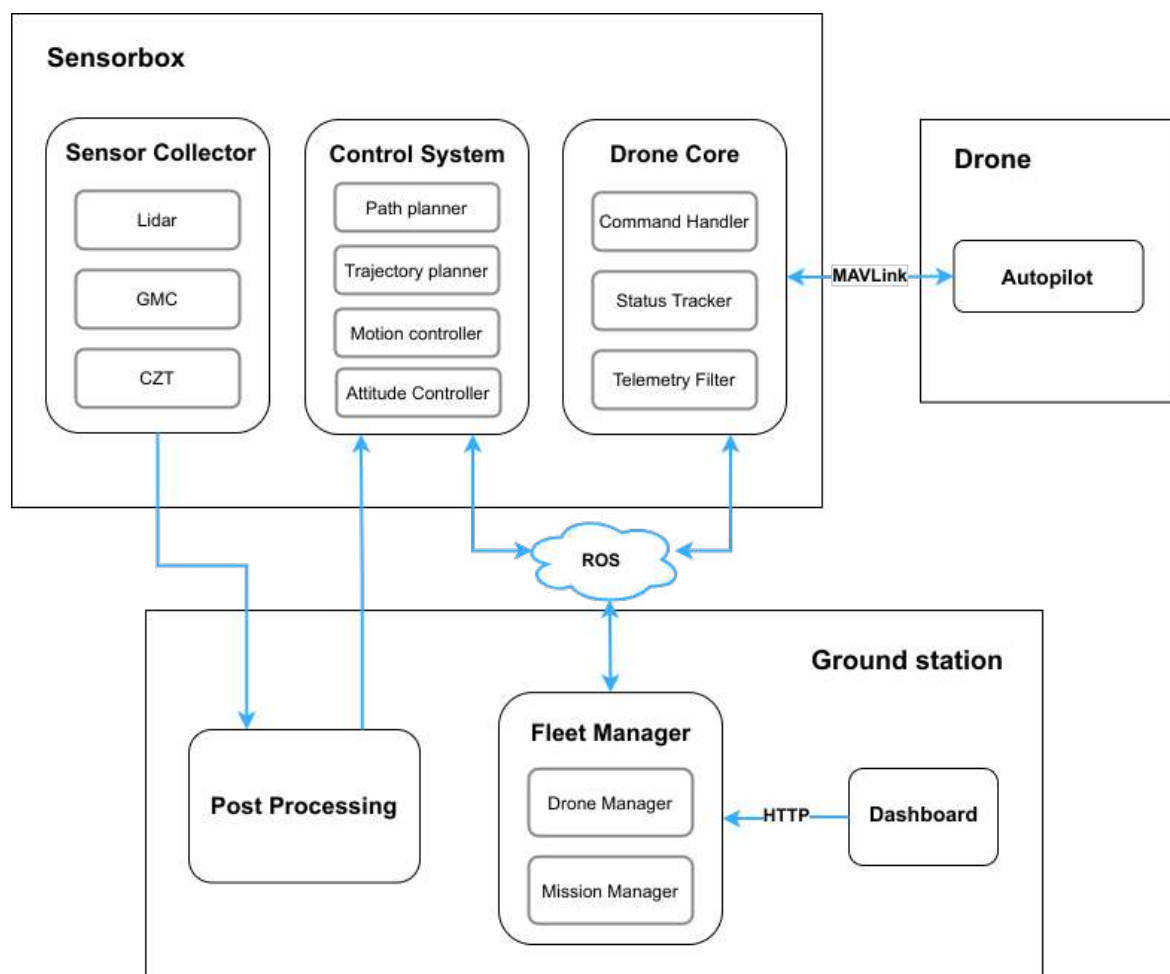 Sensorbox
Sensor Collector
Lidar
GMC
CZT
Control System
Path planner
Trajectory planner
Motion controller
Attitude Controller
Drone Core
Command Handler
Status Tracker
Telemetry Filter
MAVLink
Drone
Autopilot
ROS
Ground station
Post Processing
Fleet Manager
Drone Manager
Mission Manager
HTTP
Dashboard